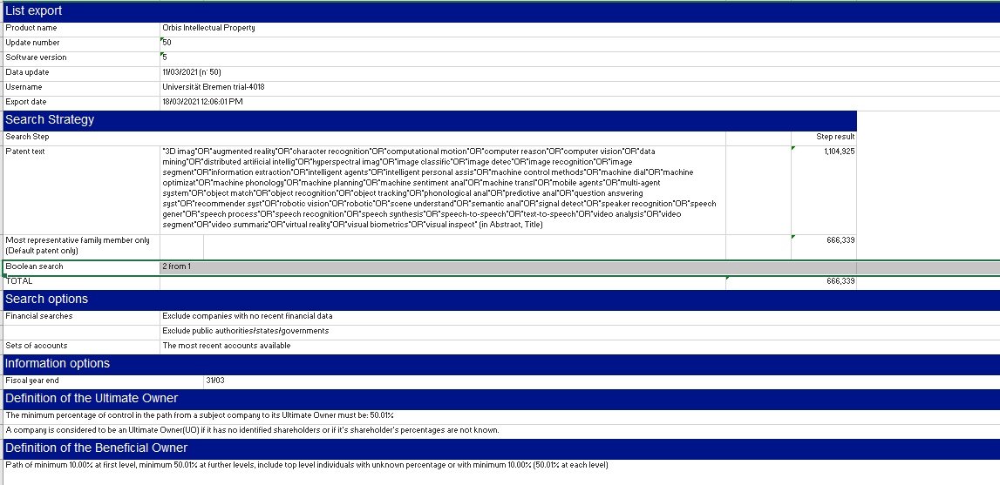 List export
Product name Orbis Intellectual Property
Update number 50
Software version 5
Data update 11/03/2021 (n° 50)
Username Universität Bremen trial-4018
Export date 18/03/2021 12:06:01 PM
Search Strategy
Search Step Step result
Patent text "3D imag"OR"augmented reality"OR"character recognition"OR"computational motion"OR"computer reason"OR"computer vision"OR"data 1,104,925
mining"OR"distributed artificial intellig"OR"hyperspectral imag"OR"image classific"OR"image detec"OR"image recognition"OR"image
segment"OR"information extraction"OR"intelligent agents"OR"intelligent personal assis"OR"machine control methods"OR"machine dial"OR"machine
optimizat"OR"machine phonology"OR"machine planning"OR"machine sentiment anal"OR"machine transl"OR"mobile agents"OR"multi-agent
system"OR"object match"OR"object recognition"OR"object tracking"OR"phonological anal"OR"predictive anal"OR"question answering
syst"OR"recommender syst"OR"robotic vision"OR"robotic"OR"scene understand"OR"semantic anal"OR"signal detect"OR"speaker recognition"OR"speech
gener"OR"speech process"OR"speech recognition"OR"speech synthesis"OR"speech-to-speech"OR"text-to-speech"OR"video analysis"OR"video
segment"OR"video summariz"OR"virtual reality"OR"visual biometrics"OR"visual inspect" (in Abstract, Title)
Most representative family member only 666,339
(Default patent only)
Boolean search 2 from 1
TOTAL 666,339
Search options
Financial searches Exclude companies with no recent financial data
Exclude public authorities/states/governments
Sets of accounts The most recent accounts available
Information options
Fiscal year end 31/03
Definition of the Ultimate Owner
The minimum percentage of control in the path from a subject company to its Ultimate Owner must be: 50.01%
A company is considered to be an Ultimate Owner(UO) if it has no identified shareholders or if it's shareholder's percentages are not known.
Definition of the Beneficial Owner
Path of minimum 10.00% at first level, minimum 50.01% at further levels, include top level individuals with unknown percentage or with minimum 10.00% (50.01% at each level)